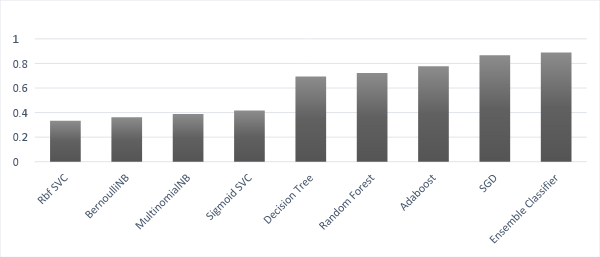 1
0.8
0.6
0.4
0.2
0
Rbf SVC
BernoulliNB
MultinomialNB
Sigmoid SVC
Decision Tree
Random Forest
Adaboost
SGD
Ensemble Classifier